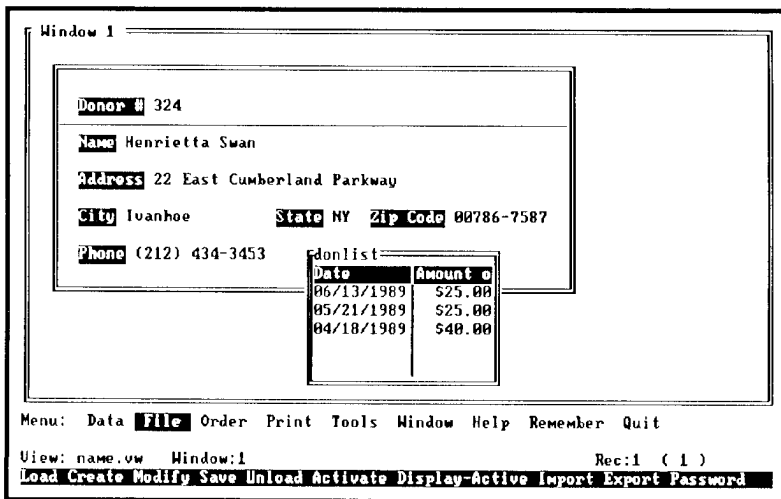 Window 1
Donor # 324
Name Henrietta Swan
Address 22 East Cumberland Parkway
City Ivanhoe State NY Zip Code 00786-7587
Phone (212) 434-3453
donlist
Date Amount o
06/13/1989 $25.00
05/21/1989 $25.00
04/18/1989 $40.00
Menu: Data File Order Print Tools Window Help Remember Quit
View: name.vw Window:1 Rec:1 ( 1 )
Load Create Modify Save Unload Activate Display-Active Import Export Password